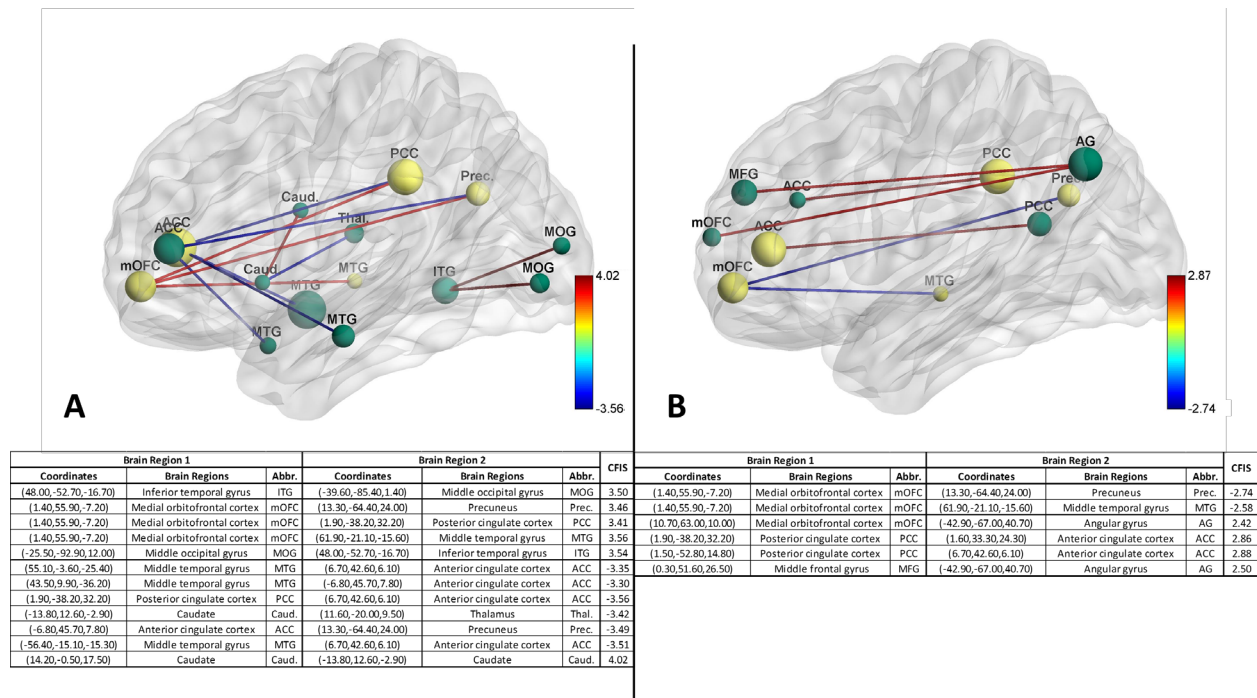 PCC
Prec.
Caud.
Thal.
ACC
ACC
MOG
mOFC
Caud.
MTG
ITG
MOG
MTG
MTG
MTG
4.02
-3.56
A
AG
PCC
MFG
ACC
Prec.
PCC
mOFC
ACC
mOFC
MTG
2.87
-2.74
B
Brain Region 1 Brain Region 2 CFIS
Coordinates Brain Regions Abbr. Coordinates Brain Regions Abbr.
(48.00,-52.70,-16.70) Inferior temporal gyrus ITG (-39.60,-85.40,1.40) Middle occipital gyrus MOG 3.50
(1.40,55.90,-7.20) Medial orbitofrontal cortex mOFC (13.30,-64.40,24.00) Precuneus Prec. 3.46
(1.40,55.90,-7.20) Medial orbitofrontal cortex mOFC (1.90,-38.20,32.20) Posterior cingulate cortex PCC 3.41
(1.40,55.90,-7.20) Medial orbitofrontal cortex mOFC (61.90,-21.10,-15.60) Middle temporal gyrus MTG 3.56
(-25.50,-92.90,12.00) Middle occipital gyrus MOG (48.00,-52.70,-16.70) Inferior temporal gyrus ITG 3.54
(55.10,-3.60,-25.40) Middle temporal gyrus MTG (6.70,42.60,6.10) Anterior cingulate cortex ACC -3.35
(43.50,9.90,-36.20) Middle temporal gyrus MTG (-6.80,45.70,7.80) Anterior cingulate cortex ACC -3.30
(1.90,-38.20,32.20) Posterior cingulate cortex PCC (6.70,42.60,6.10) Anterior cingulate cortex ACC -3.56
(-13.80,12.60,-2.90) Caudate Caud. (11.60,-20.00,9.50) Thalamus Thal. -3.42
(-6.80,45.70,7.80) Anterior cingulate cortex ACC (13.30,-64.40,24.00) Precuneus Prec. -3.49
(-56.40,-15.10,-15.30) Middle temporal gyrus MTG (6.70,42.60,6.10) Anterior cingulate cortex ACC -3.51
(14.20,-0.50,17.50) Caudate Caud. (-13.80,12.60,-2.90) Caudate Caud. 4.02
Brain Region 1 Brain Region 2 CFIS
Coordinates Brain Regions Abbr. Coordinates Brain Regions Abbr.
(1.40,55.90,-7.20) Medial orbitofrontal cortex mOFC (13.30,-64.40,24.00) Precuneus Prec. -2.74
(1.40,55.90,-7.20) Medial orbitofrontal cortex mOFC (61.90,-21.10,-15.60) Middle temporal gyrus MTG -2.58
(10.70,63.00,10.00) Medial orbitofrontal cortex mOFC (-42.90,-67.00,40.70) Angular gyrus AG 2.42
(1.90,-38.20,32.20) Posterior cingulate cortex PCC (1.60,33.30,24.30) Anterior cingulate cortex ACC 2.86
(1.50,-52.80,14.80) Posterior cingulate cortex PCC (6.70,42.60,6.10) Anterior cingulate cortex ACC 2.88
(0.30,51.60,26.50) Middle frontal gyrus MFG (-42.90,-67.00,40.70) Angular gyrus AG 2.50